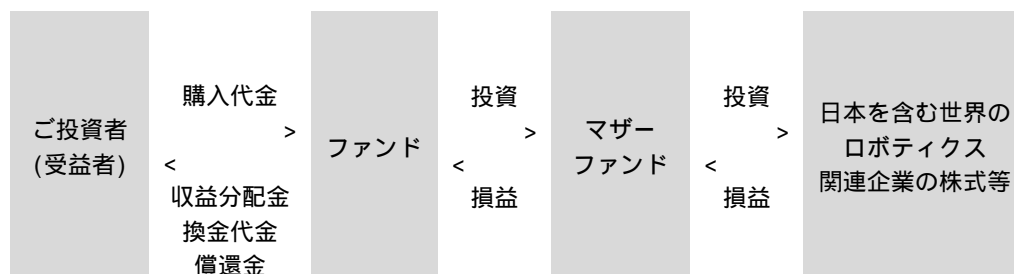 ご投資者
(受益者)
購入代金
>
<
収益分配金
換金代金
償還金
ファンド
投資
>
<
損益
マザー
ファンド
投資
>
<
損益
日本を含む世界の
ロボティクス
関連企業の株式等